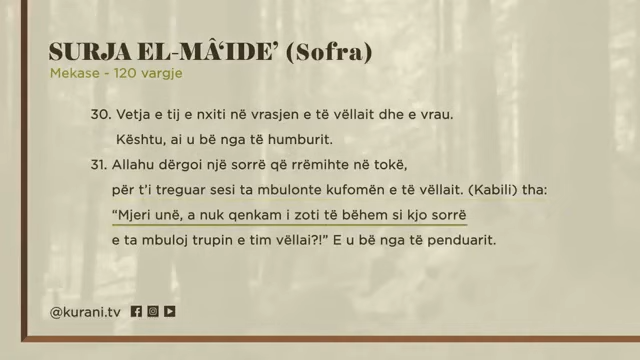 SURJA EL-MÂ‘IDE’ (Sofra)
Mekase - 120 vargje
30. Vetja e tij e nxiti në vrasjen e të vëllait dhe e vrau.
Kështu, ai u bë nga të humburit.
31. Allahu dërgoi një sorrë që rrëmihte në tokë,
për t’i treguar sesi ta mbulonte kufomën e të vëllait. (Kabili) tha:
“Mjeri unë, a nuk qenkam i zoti të bëhem si kjo sorrë
e ta mbuloj trupin e tim vëllai?!” E u bë nga të penduarit.
@kurani.tv